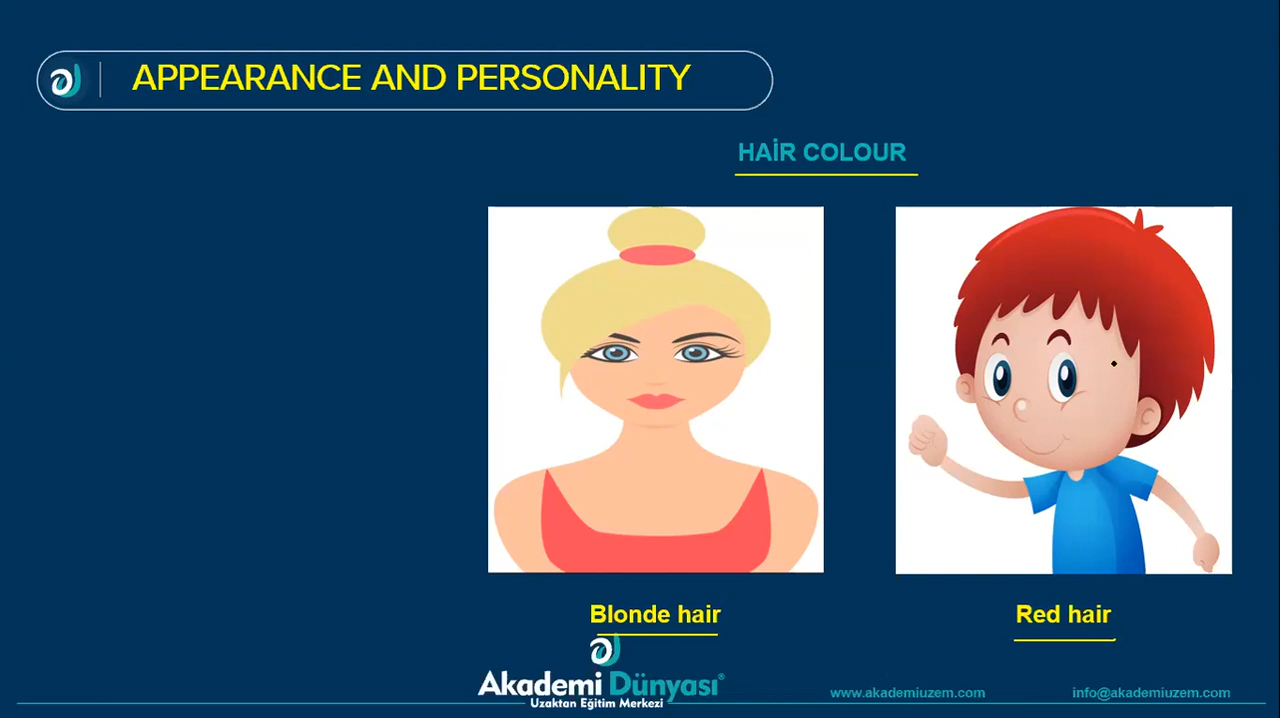 APPEARANCE AND PERSONALITY
HAİR COLOUR
Blonde hair
Red hair
Akademi Dünyası®
Uzaktan Eğitim Merkezi
www.akademiuzem.com
info@akademiuzem.com